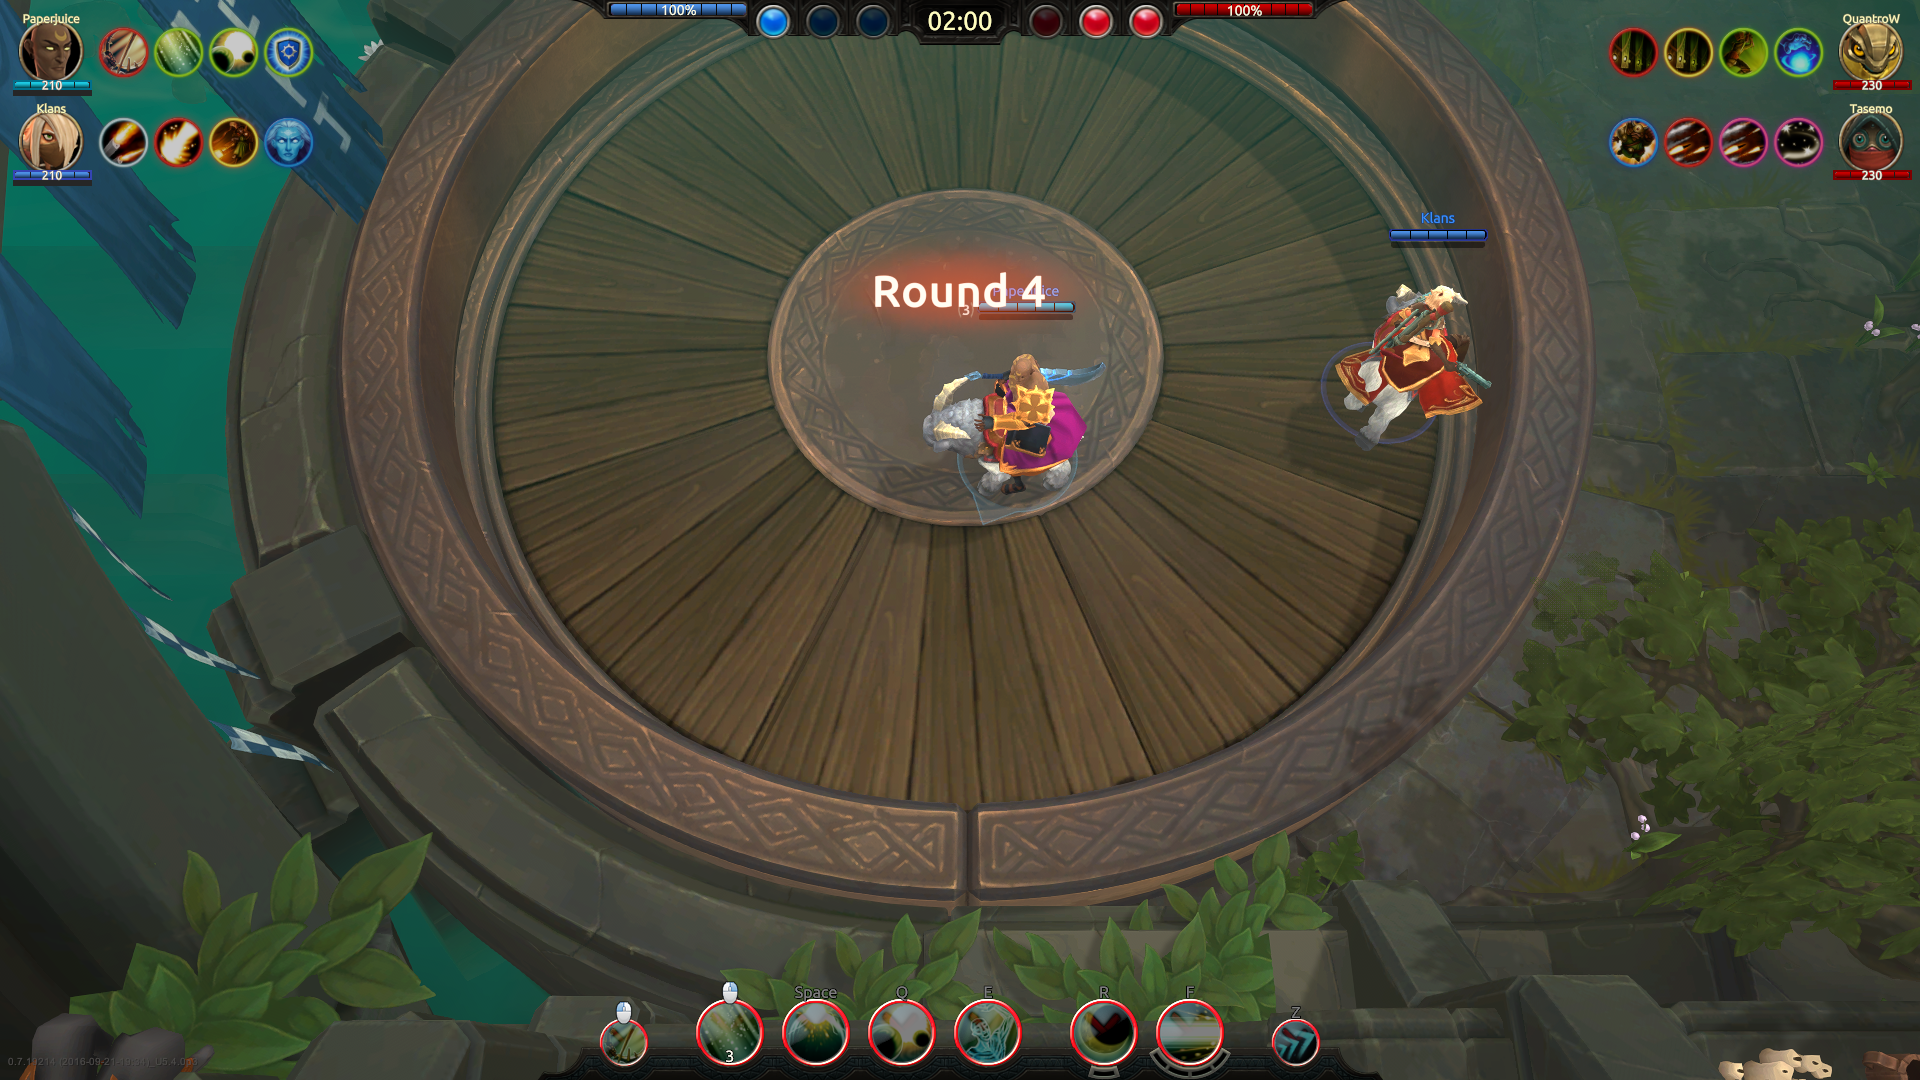 Paperjuice
210
Klans
210
100%
02:00
100%
QuantroW
230
Tasemo
230
Klans
Round 4
(3)
Space
Q
E
R
F
Z
3